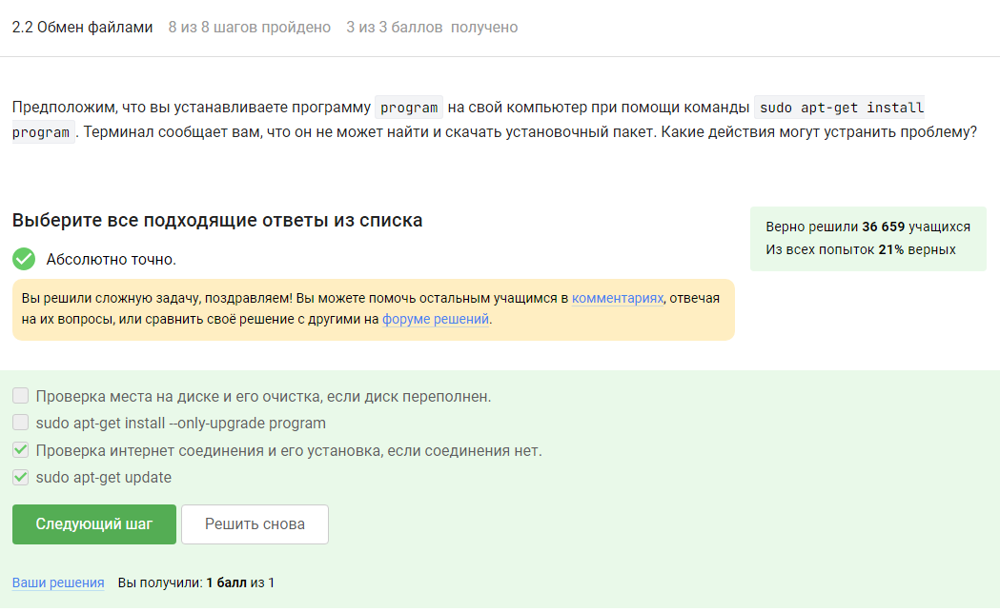 2.2 Обмен файлами 8 из 8 шагов пройдено 3 из 3 баллов получено
Предположим, что вы устанавливаете программу program на свой компьютер при помощи команды sudo apt-get install
program . Терминал сообщает вам, что он не может найти и скачать установочный пакет. Какие действия могут устранить проблему?
Выберите все подходящие ответы из списка
Верно решили 36 659 учащихся
Из всех попыток 21% верных
Абсолютно точно.
Вы решили сложную задачу, поздравляем! Вы можете помочь остальным учащимся в комментариях, отвечая
на их вопросы, или сравнить своё решение с другими на форуме решений.
Проверка места на диске и его очистка, если диск переполнен.
sudo apt-get install --only-upgrade program
Проверка интернет соединения и его установка, если соединения нет.
sudo apt-get update
Следующий шаг Решить снова
Ваши решения Вы получили: 1 балл из 1